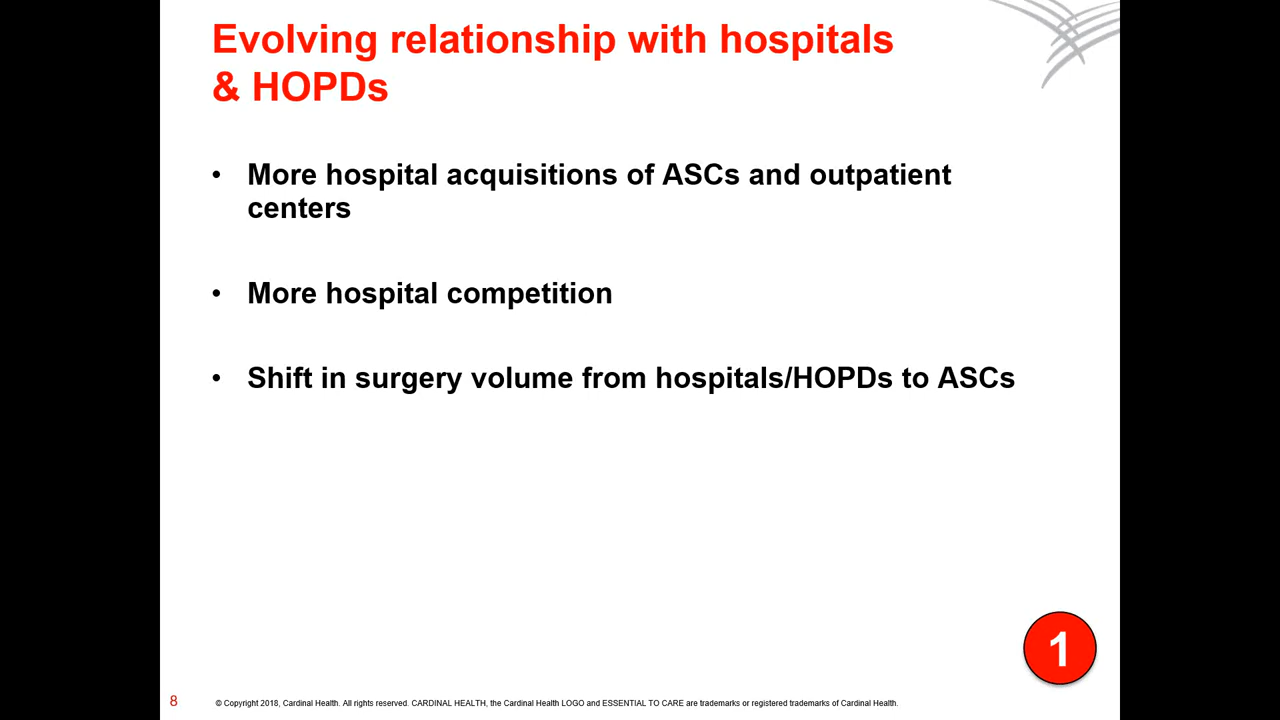 Evolving relationship with hospitals
& HOPDs
• More hospital acquisitions of ASCs and outpatient
centers
• More hospital competition
• Shift in surgery volume from hospitals/HOPDs to ASCs
1
8
© Copyright 2018, Cardinal Health. All rights reserved. CARDINAL HEALTH, the Cardinal Health LOGO and ESSENTIAL TO CARE are trademarks or registered trademarks of Cardinal Health.